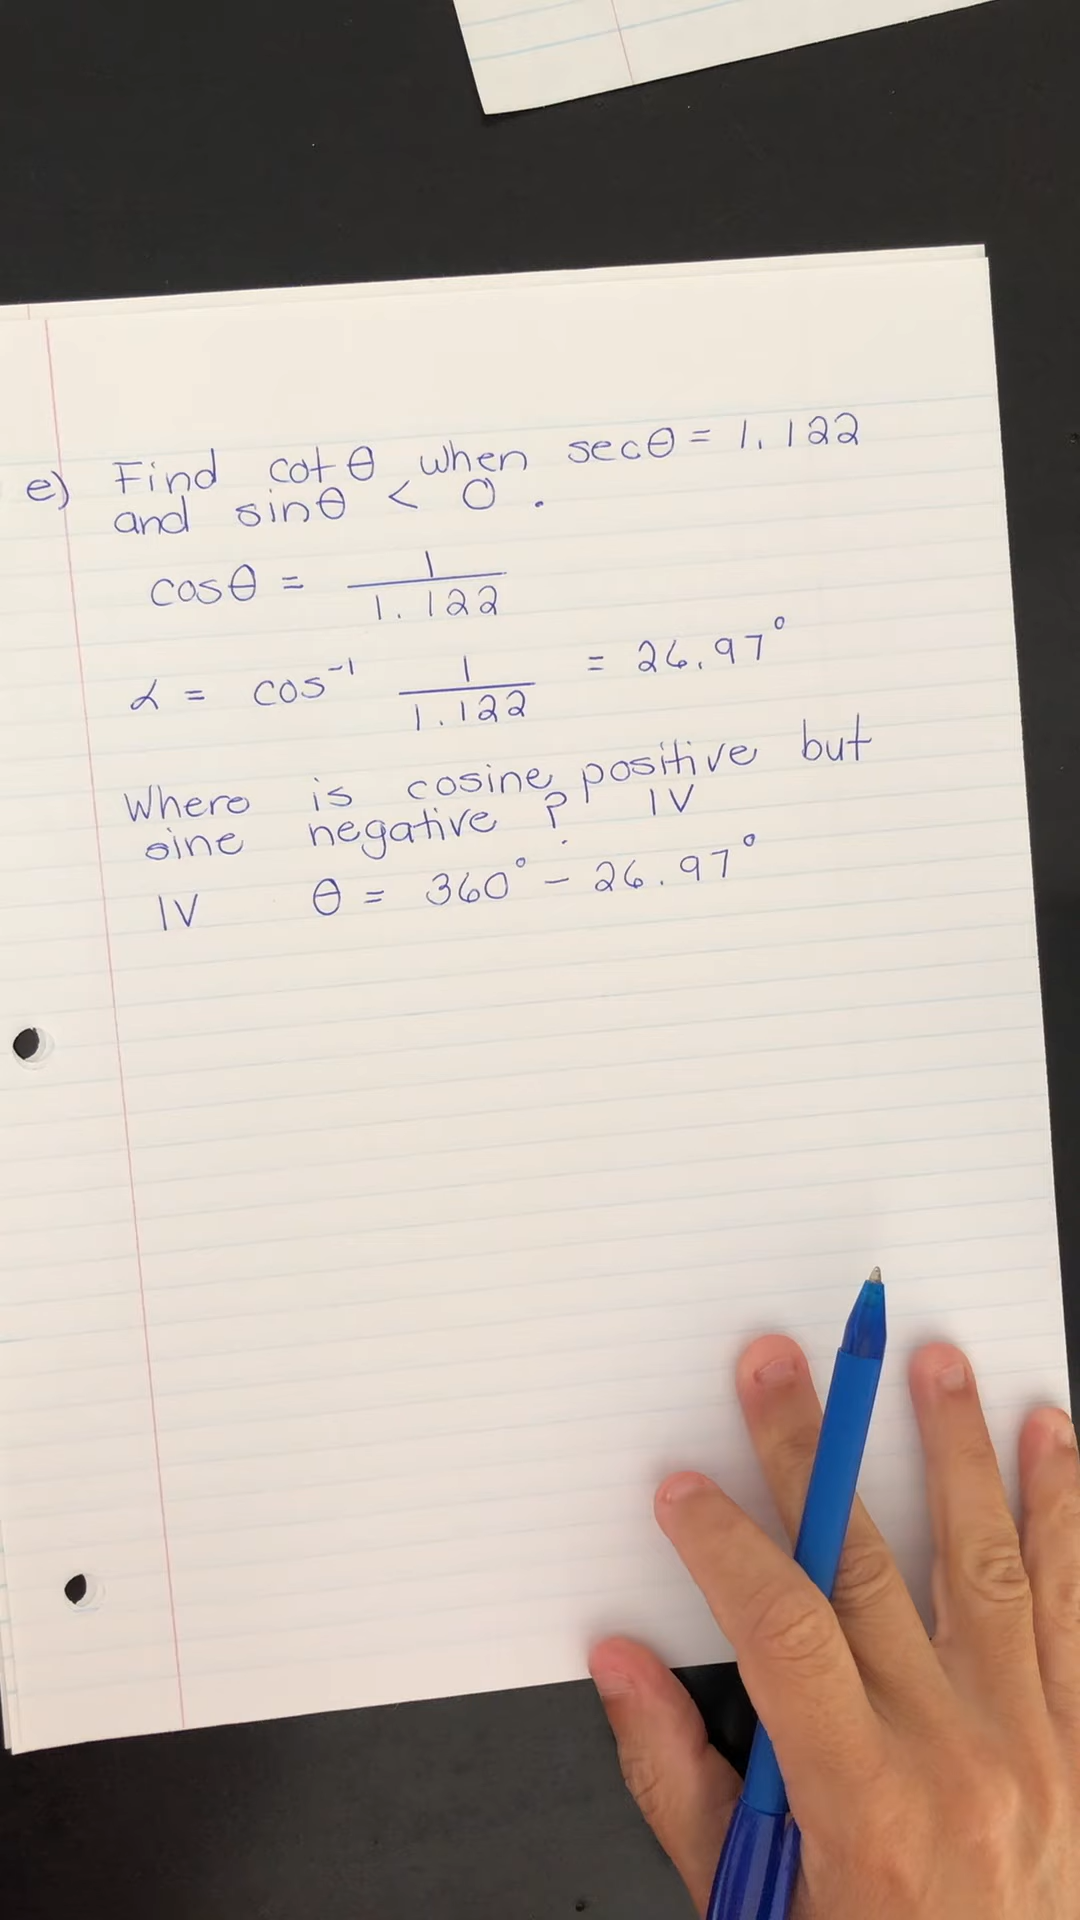 e) Find cot θ when sec θ = 1.122
and sin θ < 0.
cos θ = 1/1.122
α = cos⁻¹ 1/1.122 = 26.97°
Where is cosine positive but
sine negative? IV
IV θ = 360° - 26.97°